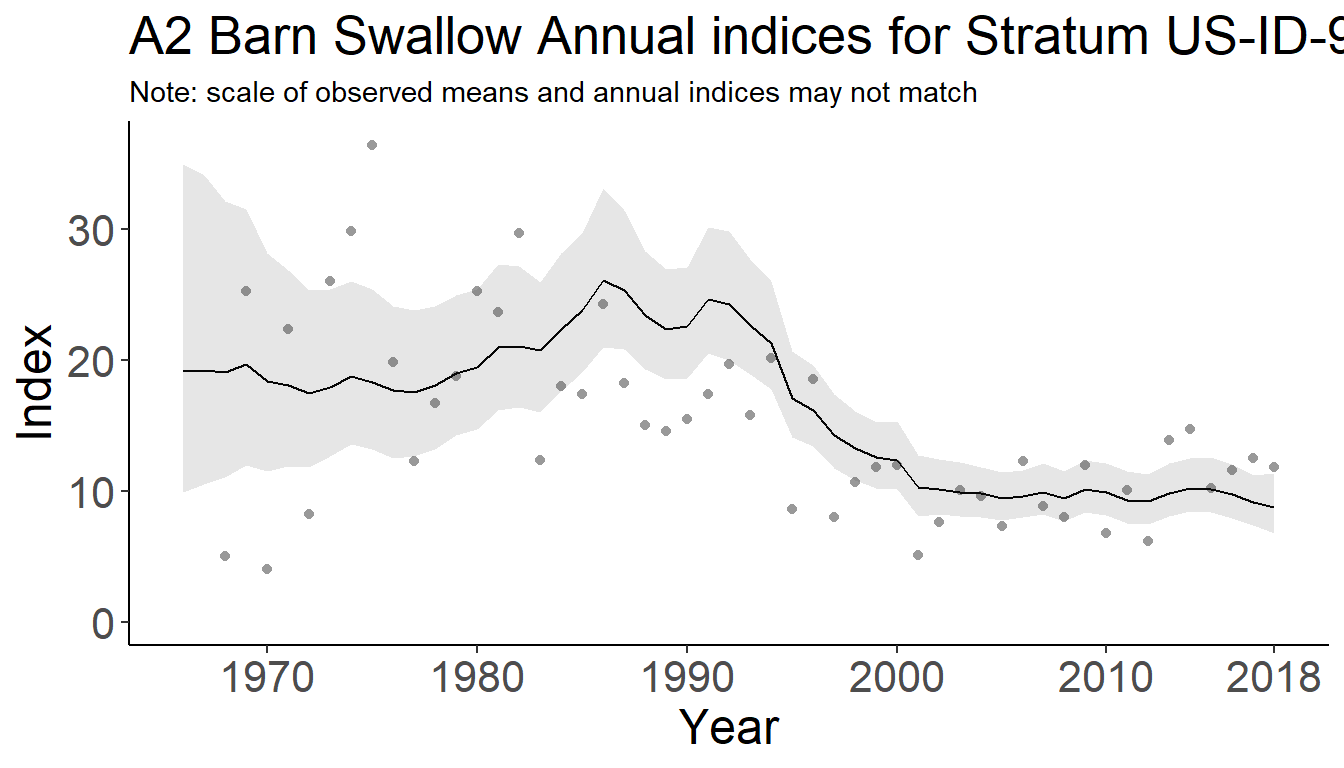 A2 Barn Swallow Annual indices for Stratum US-ID-9
Note: scale of observed means and annual indices may not match
30
20
10
0
Index
1970 1980 1990 2000 2010 2018
Year